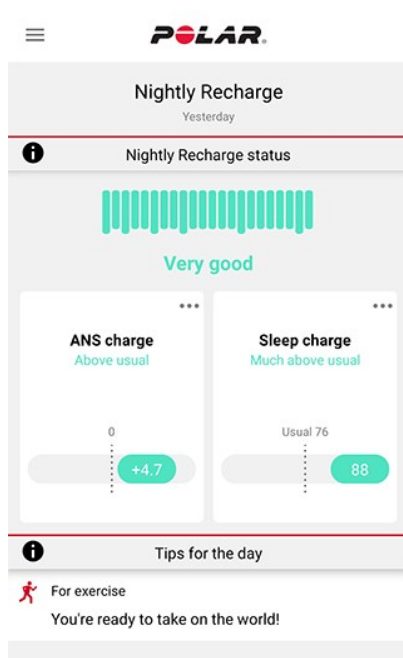 POLAR.
Nightly Recharge
Yesterday
Nightly Recharge status
Very good
ANS charge
Above usual
0
+4.7
Sleep charge
Much above usual
Usual 76
88
Tips for the day
For exercise
You're ready to take on the world!